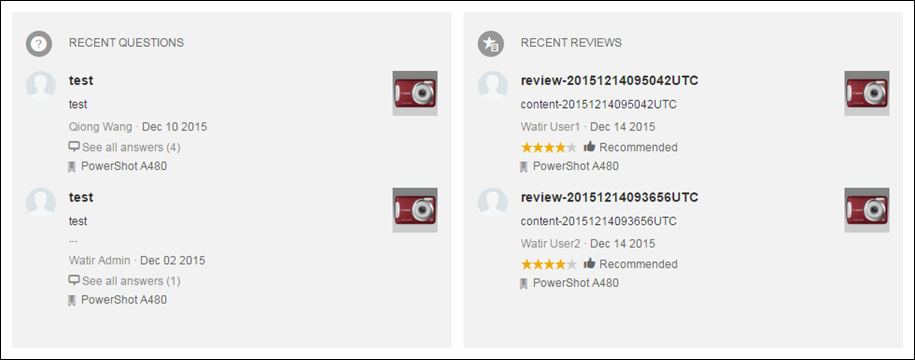 RECENT QUESTIONS
test
test
Qiong Wang · Dec 10 2015
See all answers (4)
PowerShot A480
test
test
...
Watir Admin · Dec 02 2015
See all answers (1)
PowerShot A480
RECENT REVIEWS
review-20151214095042UTC
content-20151214095042UTC
Watir User1 · Dec 14 2015
Recommended
PowerShot A480
review-20151214093656UTC
content-20151214093656UTC
Watir User2 · Dec 14 2015
Recommended
PowerShot A480